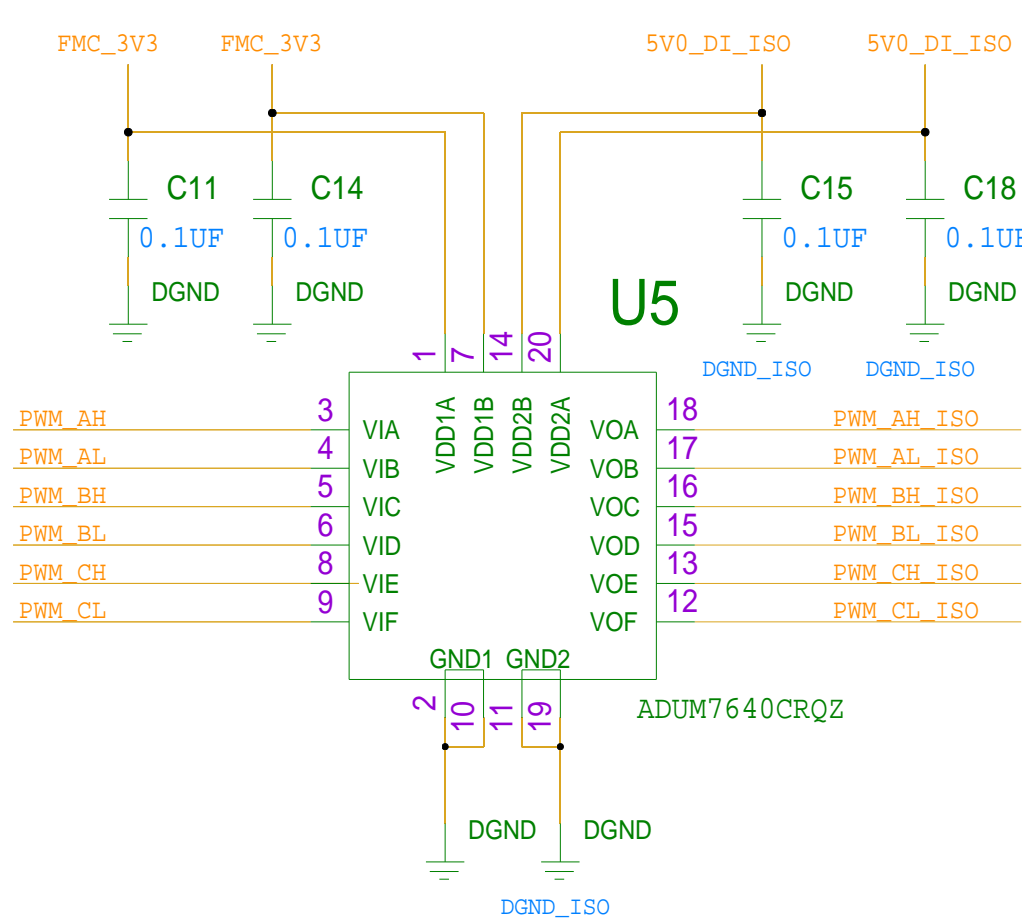 FMC_3V3 FMC_3V3 5V0_DI_ISO 5V0_DI_ISO
C11 C14 C15 C18
0.1UF 0.1UF 0.1UF 0.1UF
DGND DGND DGND DGND
U5
1 7 14 20
DGND_ISO DGND_ISO
PWM_AH 3 VIA VDD1A VDD1B VDD2B VDD2A VOA 18 PWM_AH_ISO
PWM_AL 4 VIB VOB 17 PWM_AL_ISO
PWM_BH 5 VIC VOC 16 PWM_BH_ISO
PWM_BL 6 VID VOD 15 PWM_BL_ISO
PWM_CH 8 VIE VOE 13 PWM_CH_ISO
PWM_CL 9 VIF VOF 12 PWM_CL_ISO
GND1 GND2
2 10 11 19
ADUM7640CRQZ
DGND DGND
DGND_ISO